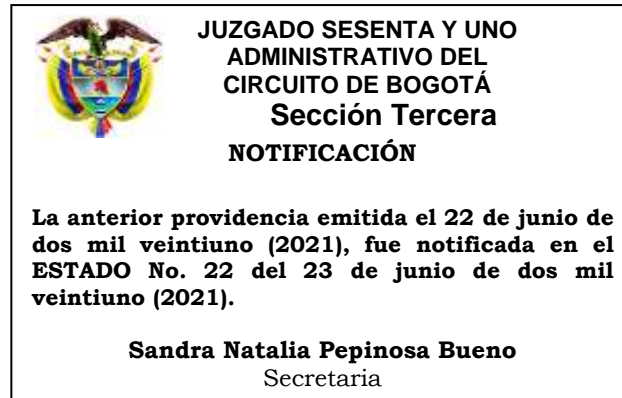 JUZGADO SESENTA Y UNO
ADMINISTRATIVO DEL
CIRCUITO DE BOGOTÁ
Sección Tercera
NOTIFICACIÓN
La anterior providencia emitida el 22 de junio de
dos mil veintiuno (2021), fue notificada en el
ESTADO No. 22 del 23 de junio de dos mil
veintiuno (2021).
Sandra Natalia Pepinosa Bueno
Secretaria